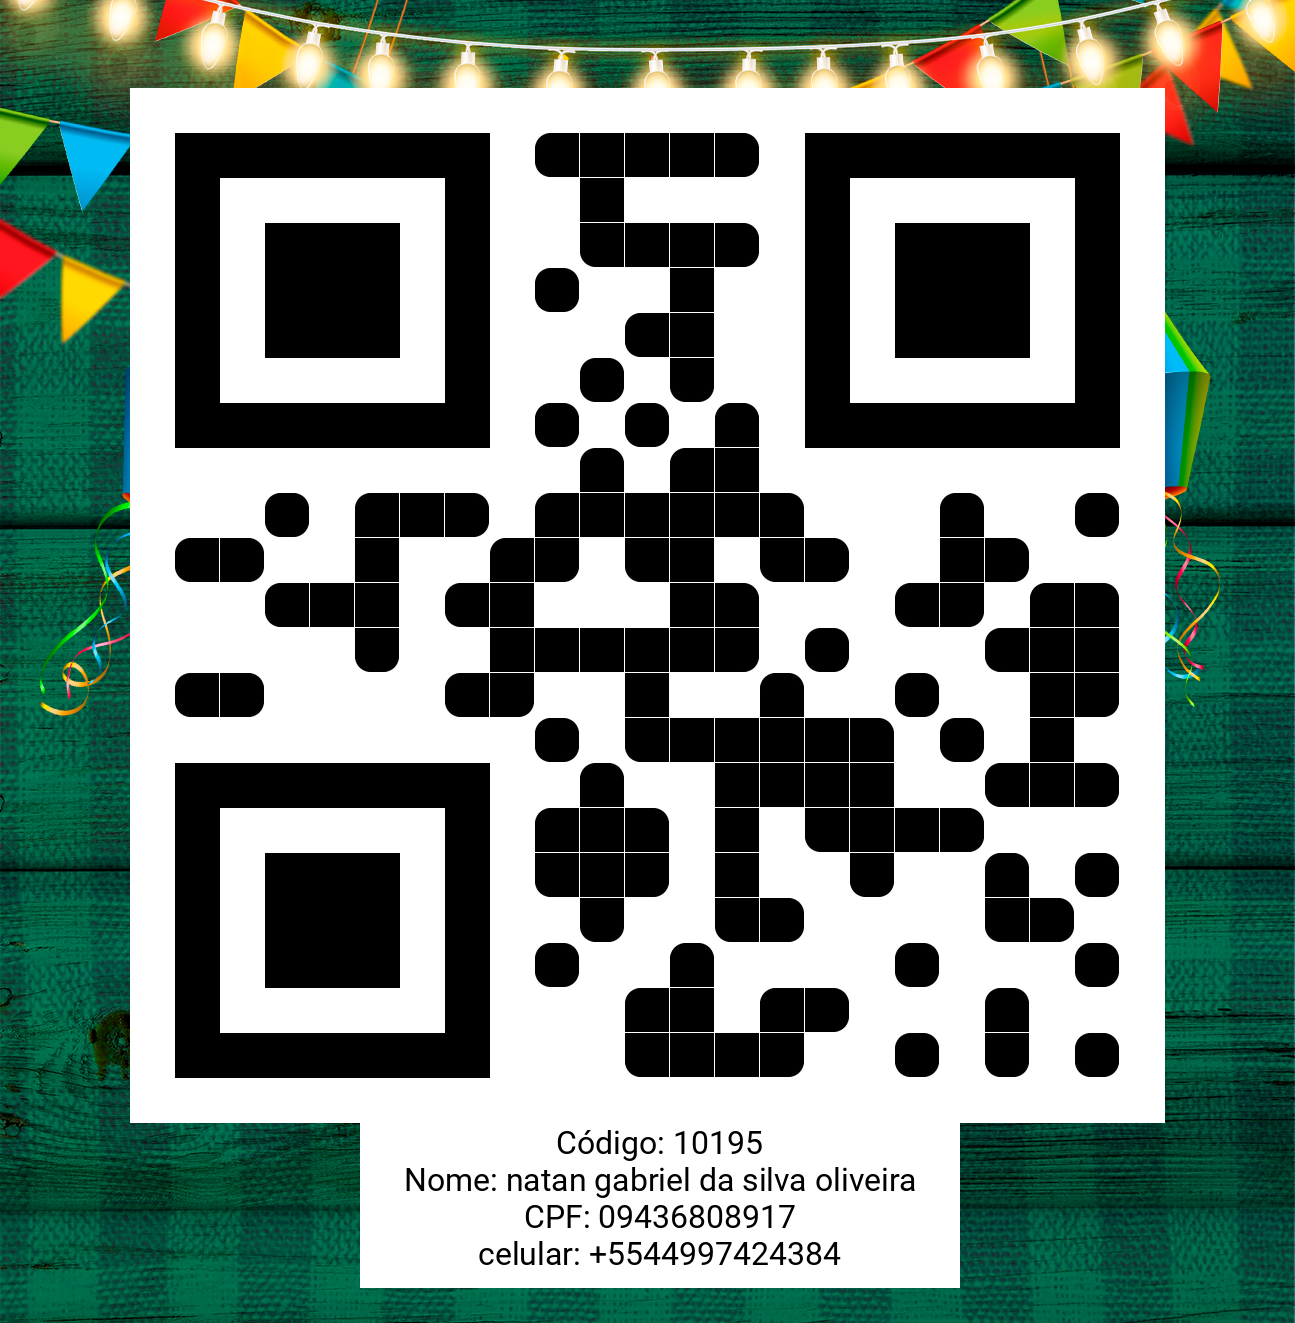 Código: 10195
Nome: natan gabriel da silva oliveira
CPF: 09436808917
celular: +5544997424384